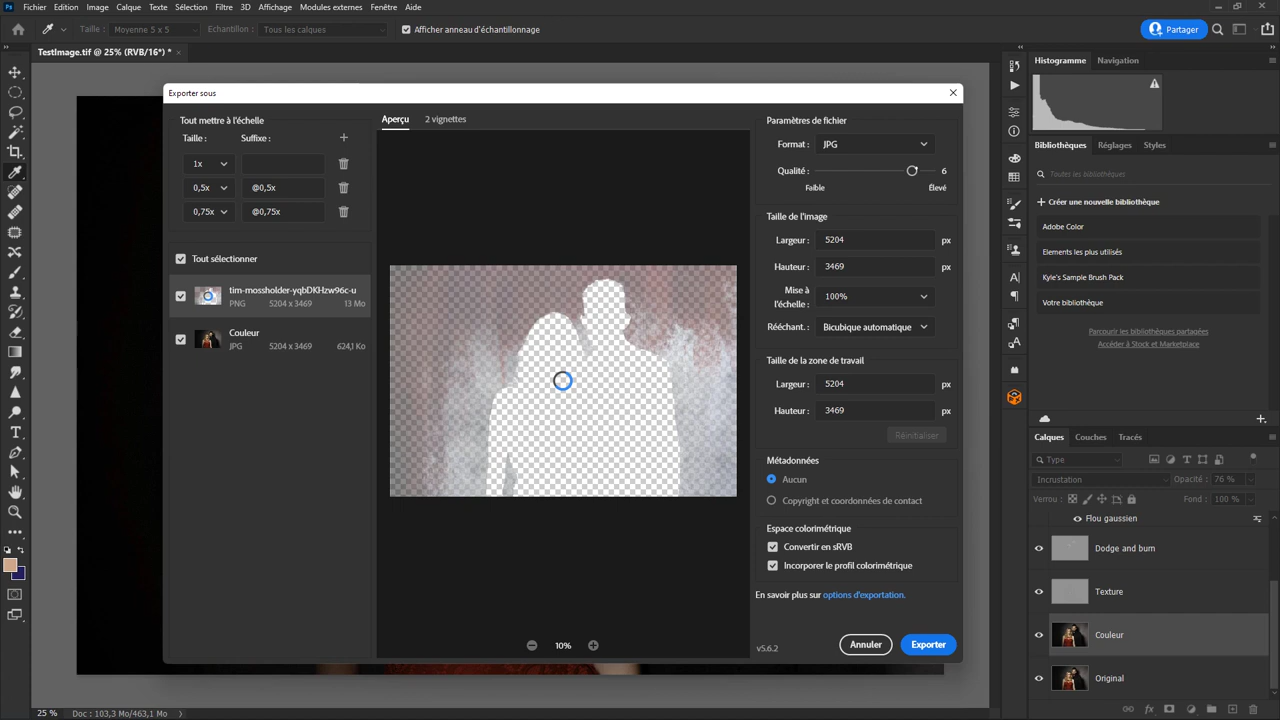 Ps Fichier Edition Image Calque Texte Sélection Filtre 3D Affichage Modules externes Fenêtre Aide
Taille : Moyenne 5 x 5 Echantillon : Tous les calques Afficher anneau d'échantillonnage Partager
TestImage.tif @ 25% (RVB/16*) *
Exporter sous
Tout mettre à l'échelle
Taille : Suffixe :
1x
0,5x @0,5x
0,75x @0,75x
Tout sélectionner
tim-mossholder-yqbDKHzw96c-u
PNG 5204 x 3469 13 Mo
Couleur
JPG 5204 x 3469 624,1 Ko
Aperçu 2 vignettes
10%
Paramètres de fichier
Format : JPG
Qualité : 6
Faible Élevé
Taille de l'image
Largeur : 5204 px
Hauteur : 3469 px
Mise à l'échelle : 100%
Rééchant. : Bicubique automatique
Taille de la zone de travail
Largeur : 5204 px
Hauteur : 3469 px
Réinitialiser
Métadonnées
Aucun
Copyright et coordonnées de contact
Espace colorimétrique
Convertir en sRVB
Incorporer le profil colorimétrique
En savoir plus sur options d'exportation.
v5.6.2 Annuler Exporter
Histogramme Navigation
Bibliothèques Réglages Styles
Toutes les bibliothèques
Créer une nouvelle bibliothèque
Adobe Color
Elements les plus utilisés
Kyle's Sample Brush Pack
Votre bibliothèque
Parcourir les bibliothèques partagées
Accéder à Stock et Marketplace
Calques Couches Tracés
Type
Incrustation Opacité : 76 %
Verrou : Fond : 100 %
Flou gaussien
Dodge and burn
Texture
Couleur
Original
25 % Doc : 103,3 Mo/463,1 Mo